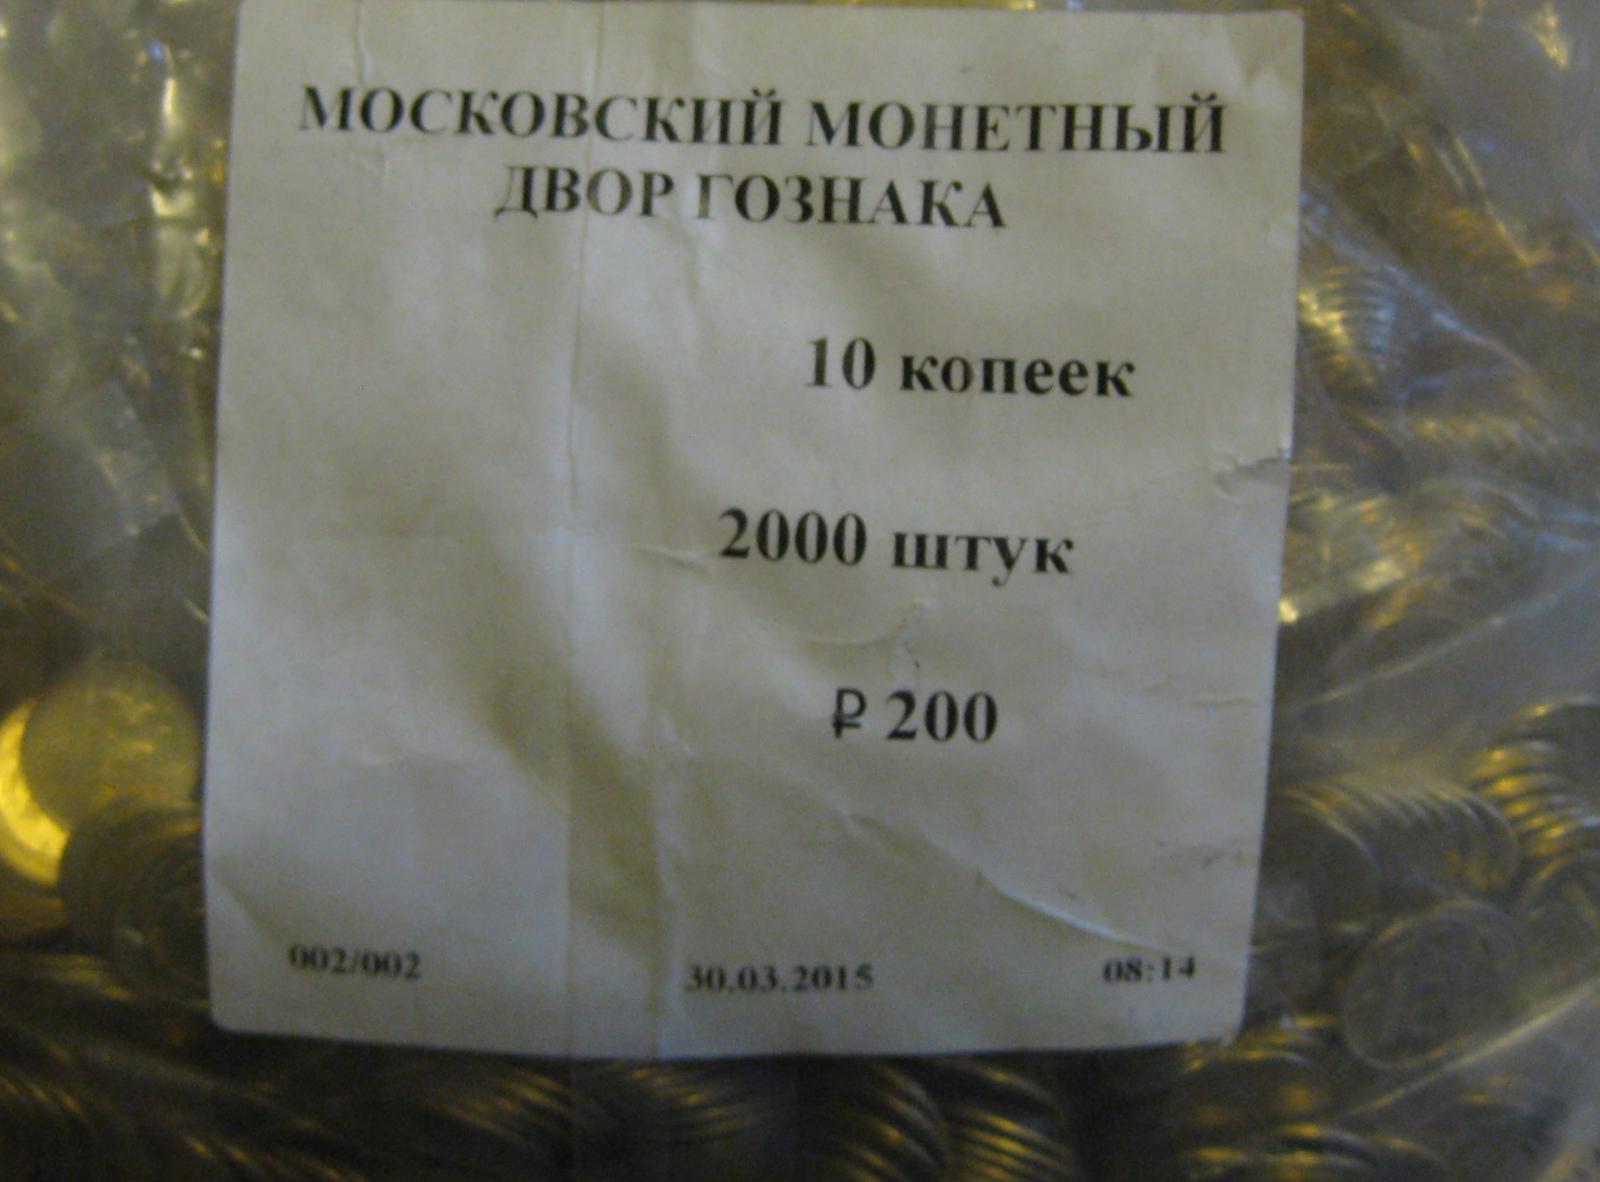 МОСКОВСКИЙ МОНЕТНЫЙ
ДВОР ГОЗНАКА
10 копеек
2000 штук
₽ 200
002/002 30.03.2015 08:14